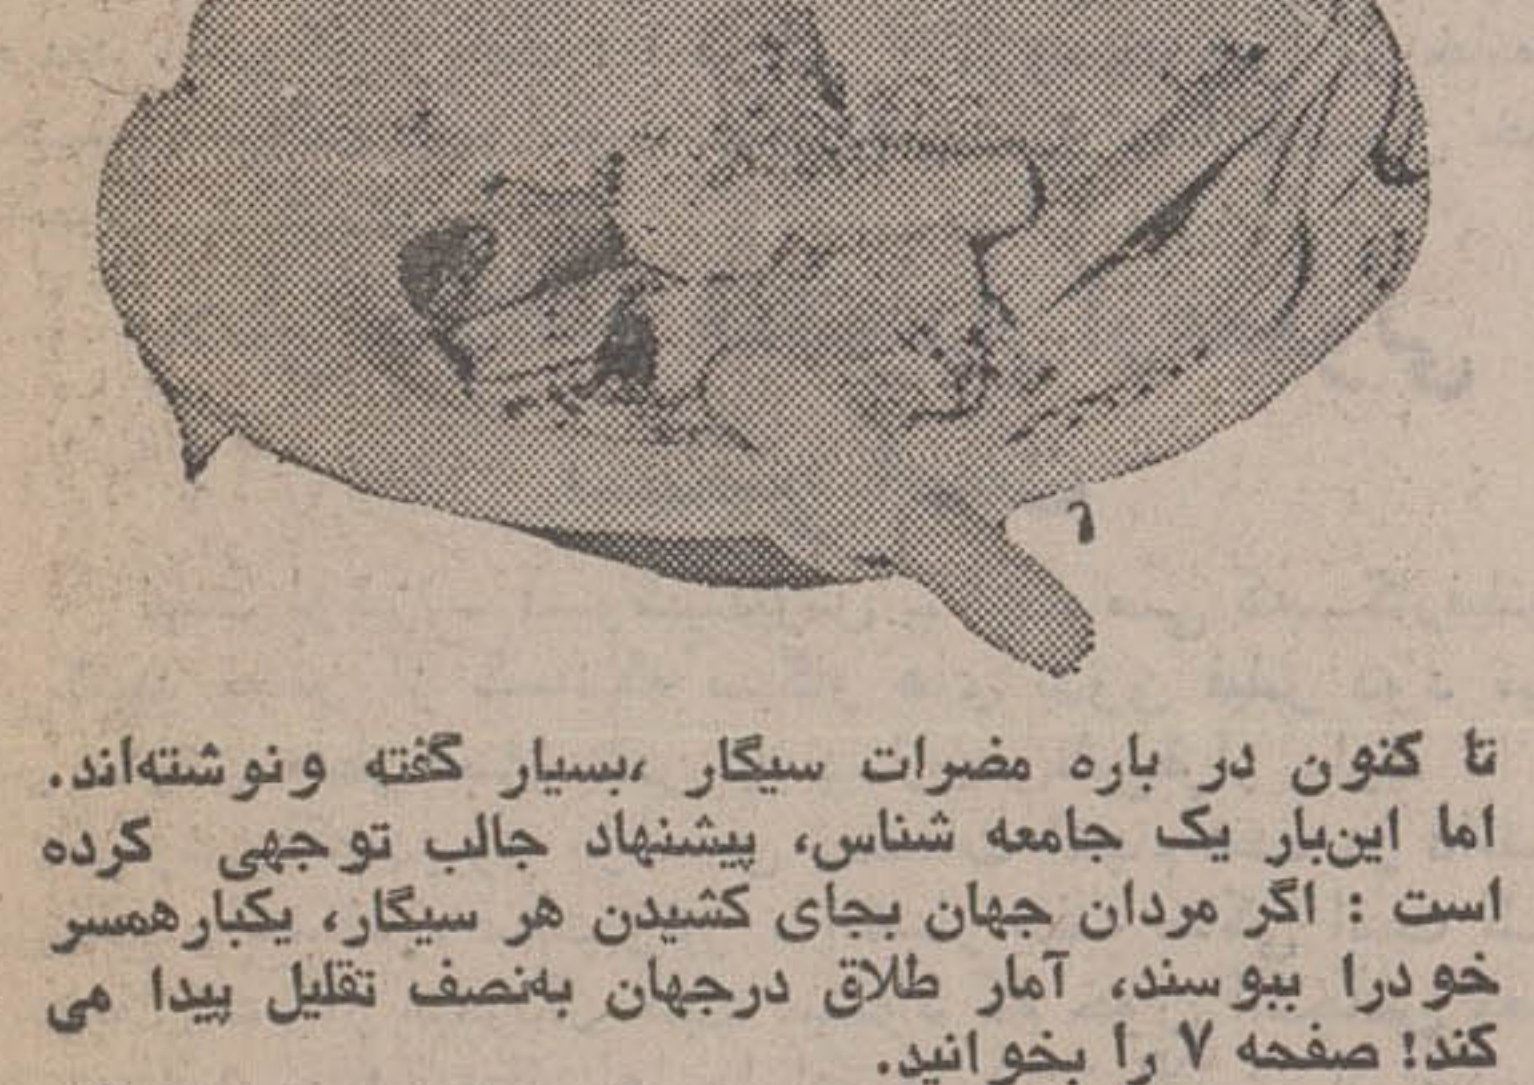 تا کنون در باره مضرات سیگار ،بسیار گفته ونوشته‌اند.
اما این‌بار یک جامعه شناس، پیشنهاد جالب توجهی کرده
است : اگر مردان جهان بجای کشیدن هر سیگار، یکبارهمسر
خودرا ببوسند، آمار طلاق درجهان به‌نصف تقلیل پیدا می
کند! صفحه ۷ را بخوانید.